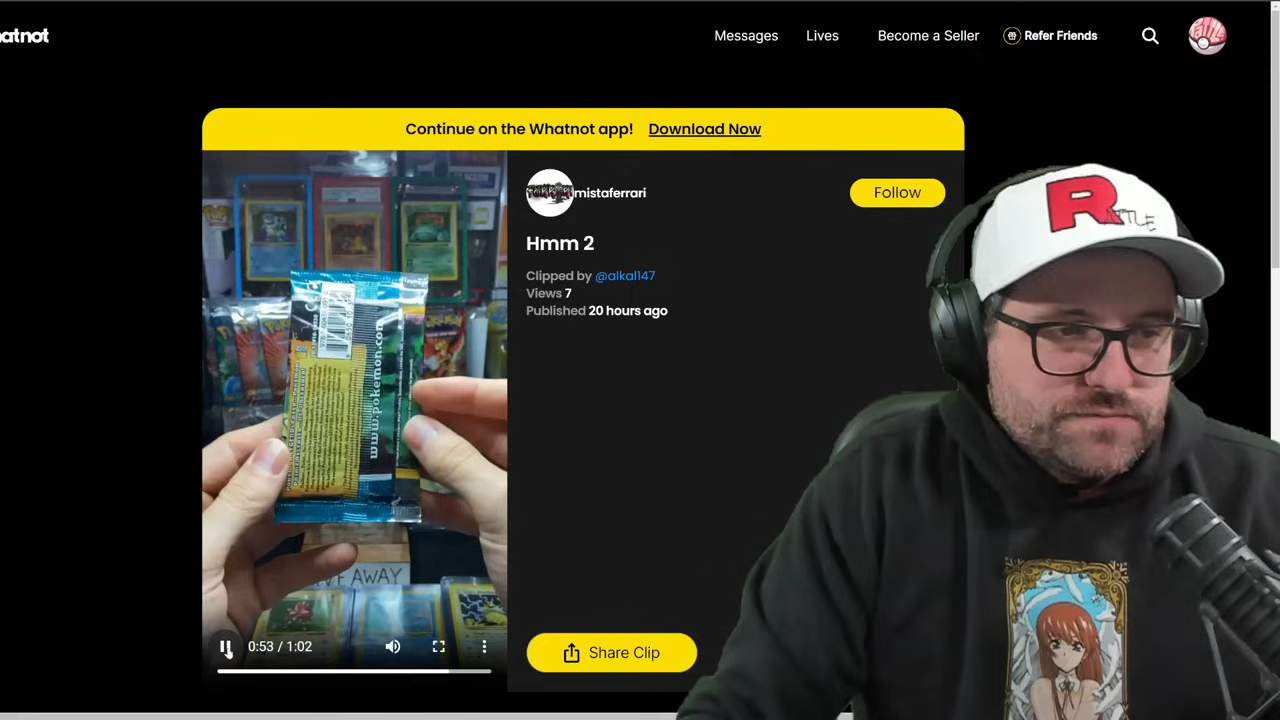 atnot
Messages
Lives
Become a Seller
Refer Friends
Continue on the Whatnot app! Download Now
mistaferrari
Follow
Hmm 2
Clipped by @alkal147
Views 7
Published 20 hours ago
www.pokemon.com
AWAY
0:53 / 1:02
Share Clip
R